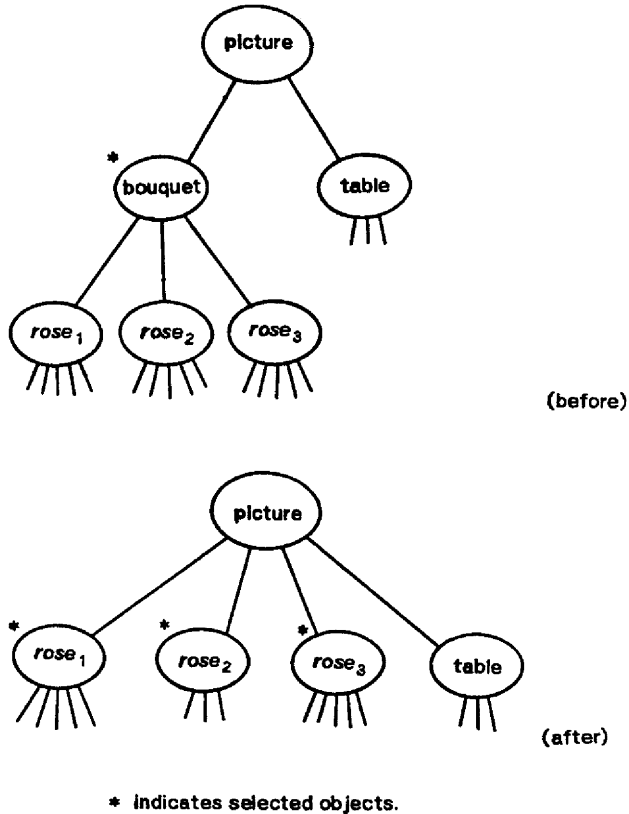 picture
* bouquet table
rose1 rose2 rose3
(before)
picture
* rose1 * rose2 * rose3 table
(after)
* indicates selected objects.